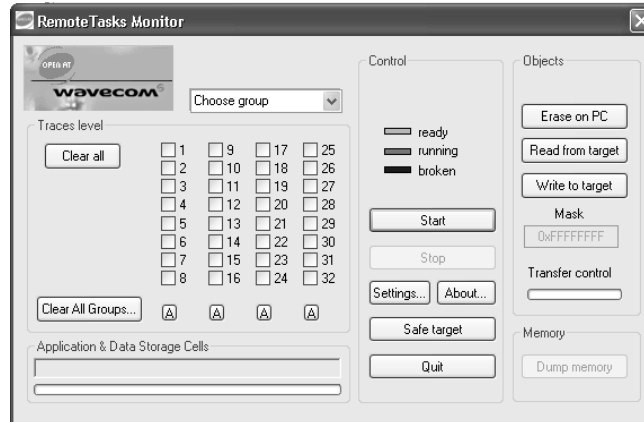 RemoteTasks Monitor
OPEN AT
wavecom
Choose group
Traces level
Clear all
1 9 17 25
2 10 18 26
3 11 19 27
4 12 20 28
5 13 21 29
6 14 22 30
7 15 23 31
8 16 24 32
Clear All Groups...
A A A A
Application & Data Storage Cells
Control
ready
running
broken
Start
Stop
Settings... About...
Safe target
Quit
Objects
Erase on PC
Read from target
Write to target
Mask
0xFFFFFFFF
Transfer control
Memory
Dump memory